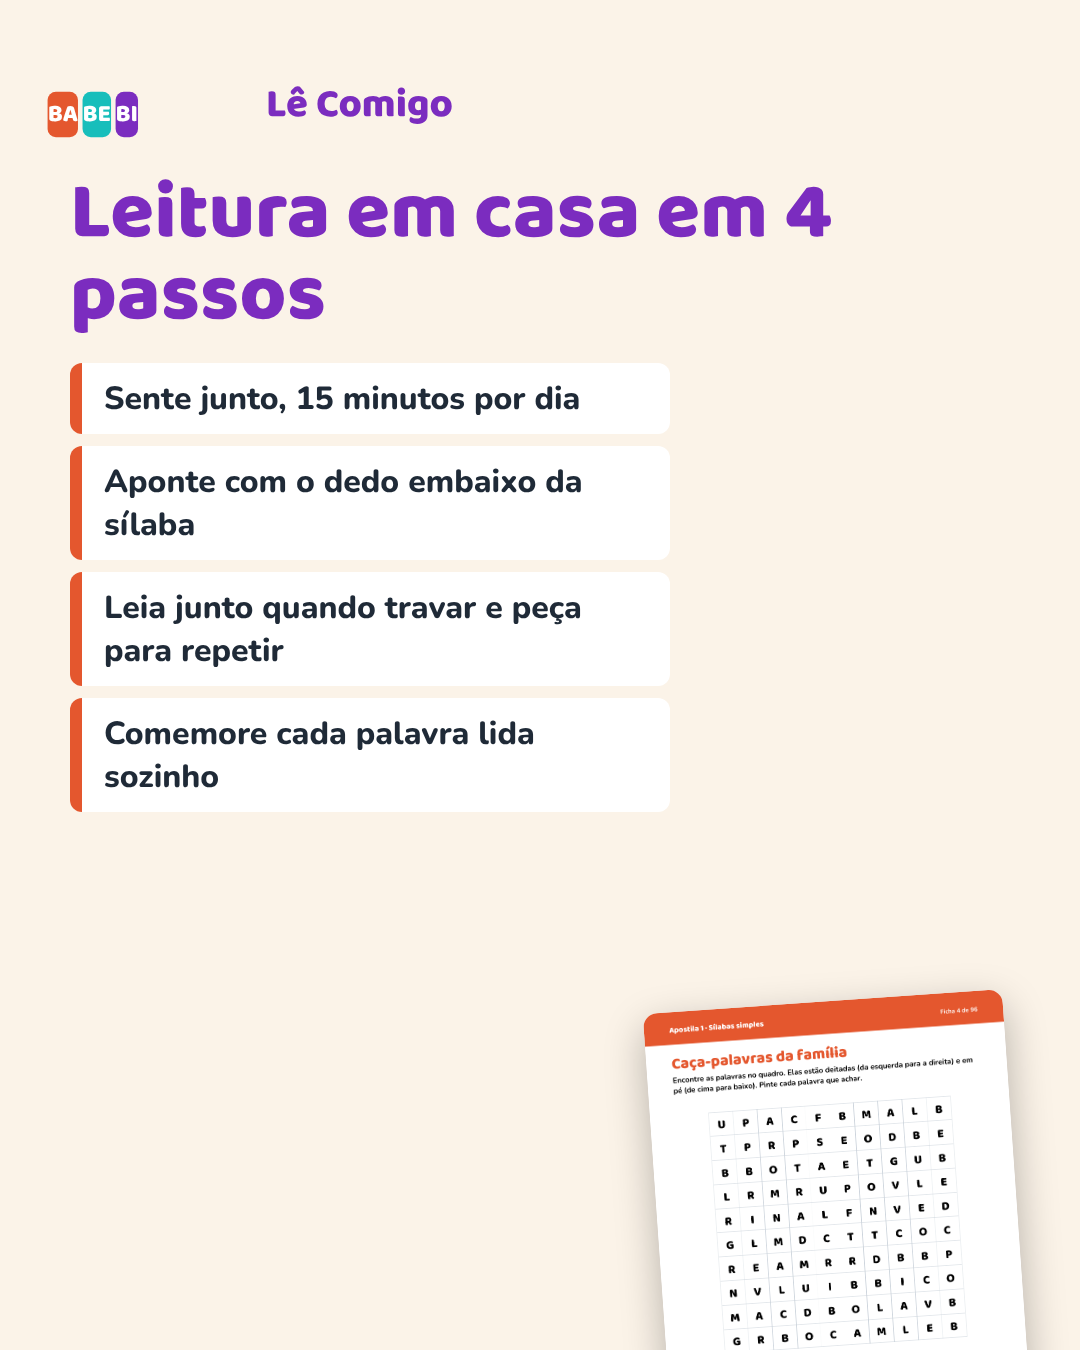 BA BE BI
Lê Comigo
Leitura em casa em 4
passos
Sente junto, 15 minutos por dia
Aponte com o dedo embaixo da
sílaba
Leia junto quando travar e peça
para repetir
Comemore cada palavra lida
sozinho
Apostila 1 · Sílabas simples
Ficha 4 de 96
Caça-palavras da família
Encontre as palavras no quadro. Elas estão deitadas (da esquerda para a direita) e em
pé (de cima para baixo). Pinte cada palavra que achar.
U P A C F B M A L B
T P R P S E O D B E
B B O T A E T G U B
L R M R U P O V L E
R I N A L F N V E D
G L M D C T T C O C
R E A M R R D B B P
N V L U I B B I C O
M A C D B O L A V B
G R B O C A M L E B